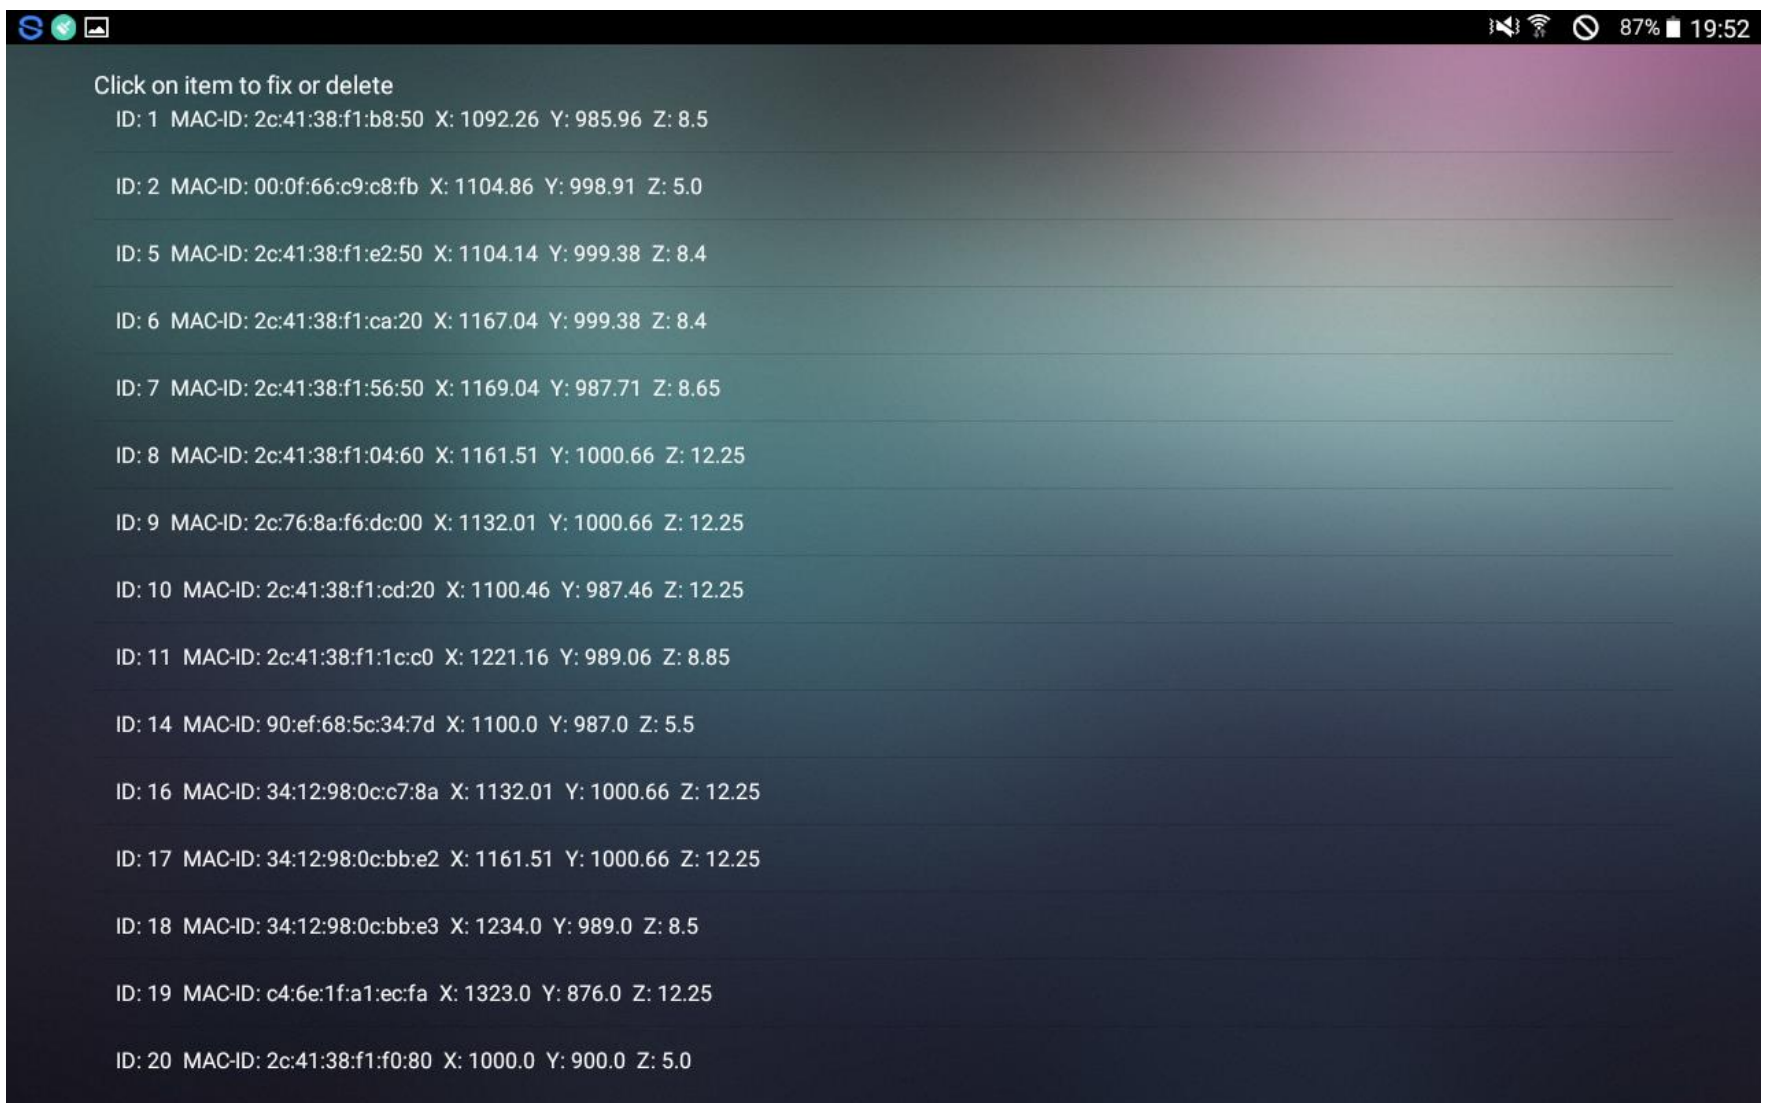 87% 19:52
Click on item to fix or delete
ID: 1 MAC-ID: 2c:41:38:f1:b8:50 X: 1092.26 Y: 985.96 Z: 8.5
ID: 2 MAC-ID: 00:0f:66:c9:c8:fb X: 1104.86 Y: 998.91 Z: 5.0
ID: 5 MAC-ID: 2c:41:38:f1:e2:50 X: 1104.14 Y: 999.38 Z: 8.4
ID: 6 MAC-ID: 2c:41:38:f1:ca:20 X: 1167.04 Y: 999.38 Z: 8.4
ID: 7 MAC-ID: 2c:41:38:f1:56:50 X: 1169.04 Y: 987.71 Z: 8.65
ID: 8 MAC-ID: 2c:41:38:f1:04:60 X: 1161.51 Y: 1000.66 Z: 12.25
ID: 9 MAC-ID: 2c:76:8a:f6:dc:00 X: 1132.01 Y: 1000.66 Z: 12.25
ID: 10 MAC-ID: 2c:41:38:f1:cd:20 X: 1100.46 Y: 987.46 Z: 12.25
ID: 11 MAC-ID: 2c:41:38:f1:1c:c0 X: 1221.16 Y: 989.06 Z: 8.85
ID: 14 MAC-ID: 90:ef:68:5c:34:7d X: 1100.0 Y: 987.0 Z: 5.5
ID: 16 MAC-ID: 34:12:98:0c:c7:8a X: 1132.01 Y: 1000.66 Z: 12.25
ID: 17 MAC-ID: 34:12:98:0c:bb:e2 X: 1161.51 Y: 1000.66 Z: 12.25
ID: 18 MAC-ID: 34:12:98:0c:bb:e3 X: 1234.0 Y: 989.0 Z: 8.5
ID: 19 MAC-ID: c4:6e:1f:a1:ec:fa X: 1323.0 Y: 876.0 Z: 12.25
ID: 20 MAC-ID: 2c:41:38:f1:f0:80 X: 1000.0 Y: 900.0 Z: 5.0